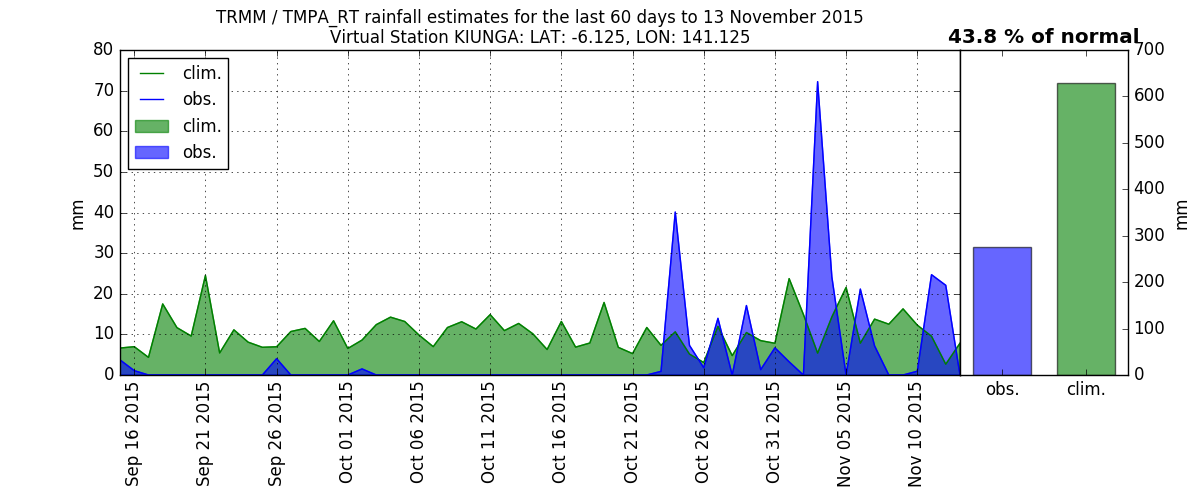 TRMM / TMPA_RT rainfall estimates for the last 60 days to 13 November 2015
Virtual Station KIUNGA: LAT: -6.125, LON: 141.125
43.8 % of normal
80
70
60
50
40
30
20
10
0
mm
clim.
obs.
clim.
obs.
Sep 16 2015
Sep 21 2015
Sep 26 2015
Oct 01 2015
Oct 06 2015
Oct 11 2015
Oct 16 2015
Oct 21 2015
Oct 26 2015
Oct 31 2015
Nov 05 2015
Nov 10 2015
obs.
clim.
700
600
500
400
300
200
100
0
mm